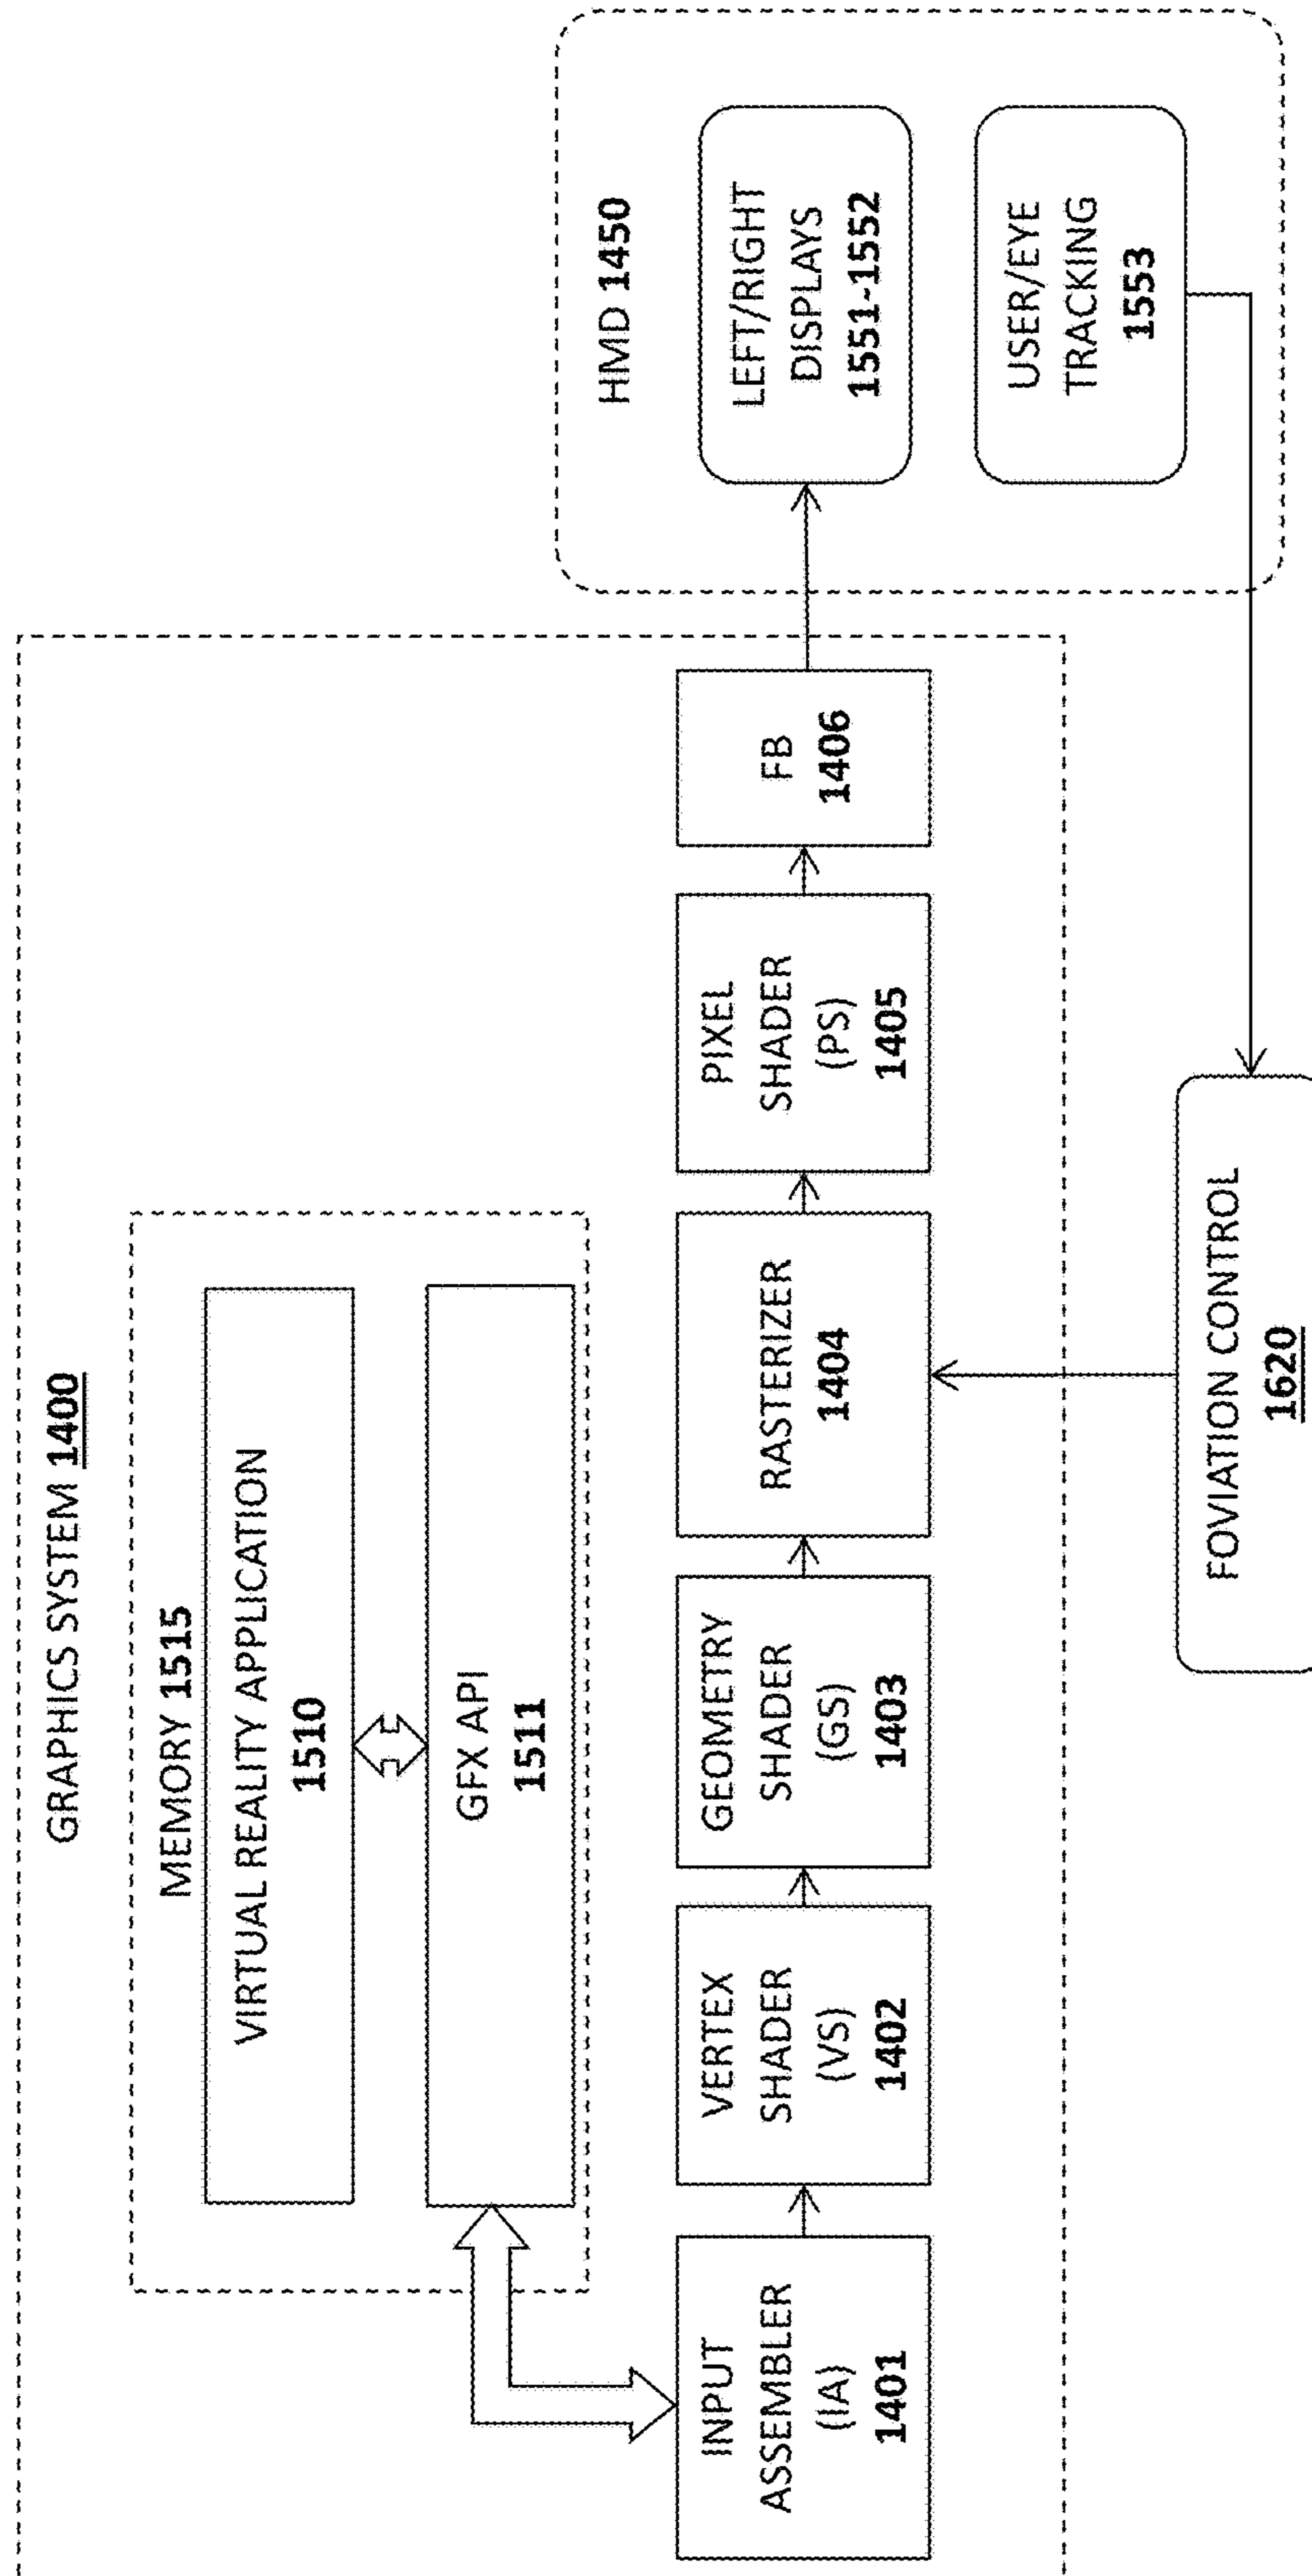 GRAPHICS SYSTEM 1400
MEMORY 1515
VIRTUAL REALITY APPLICATION
1510
GFX API
1511
INPUT
ASSEMBLER
(IA)
1401
VERTEX
SHADER
(VS)
1402
GEOMETRY
SHADER
(GS)
1403
RASTERIZER
1404
PIXEL
SHADER
(PS)
1405
FB
1406
HMD 1450
LEFT/RIGHT
DISPLAYS
1551-1552
USER/EYE
TRACKING
1553
FOVIATION CONTROL
1620